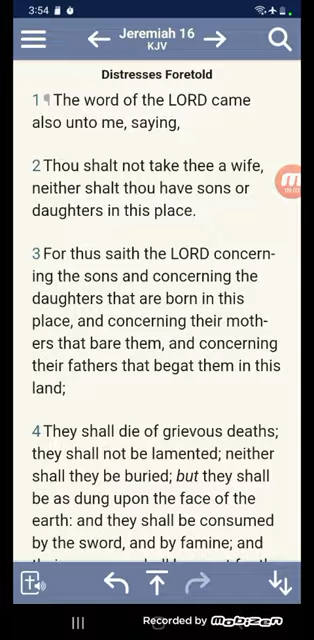 3:54
Jeremiah 16
KJV
Distresses Foretold
1 ¶ The word of the LORD came
also unto me, saying,
2 Thou shalt not take thee a wife,
neither shalt thou have sons or
daughters in this place.
3 For thus saith the LORD concern-
ing the sons and concerning the
daughters that are born in this
place, and concerning their moth-
ers that bare them, and concerning
their fathers that begat them in this
land;
4 They shall die of grievous deaths;
they shall not be lamented; neither
shall they be buried; but they shall
be as dung upon the face of the
earth: and they shall be consumed
by the sword, and by famine; and
Recorded by mobizen